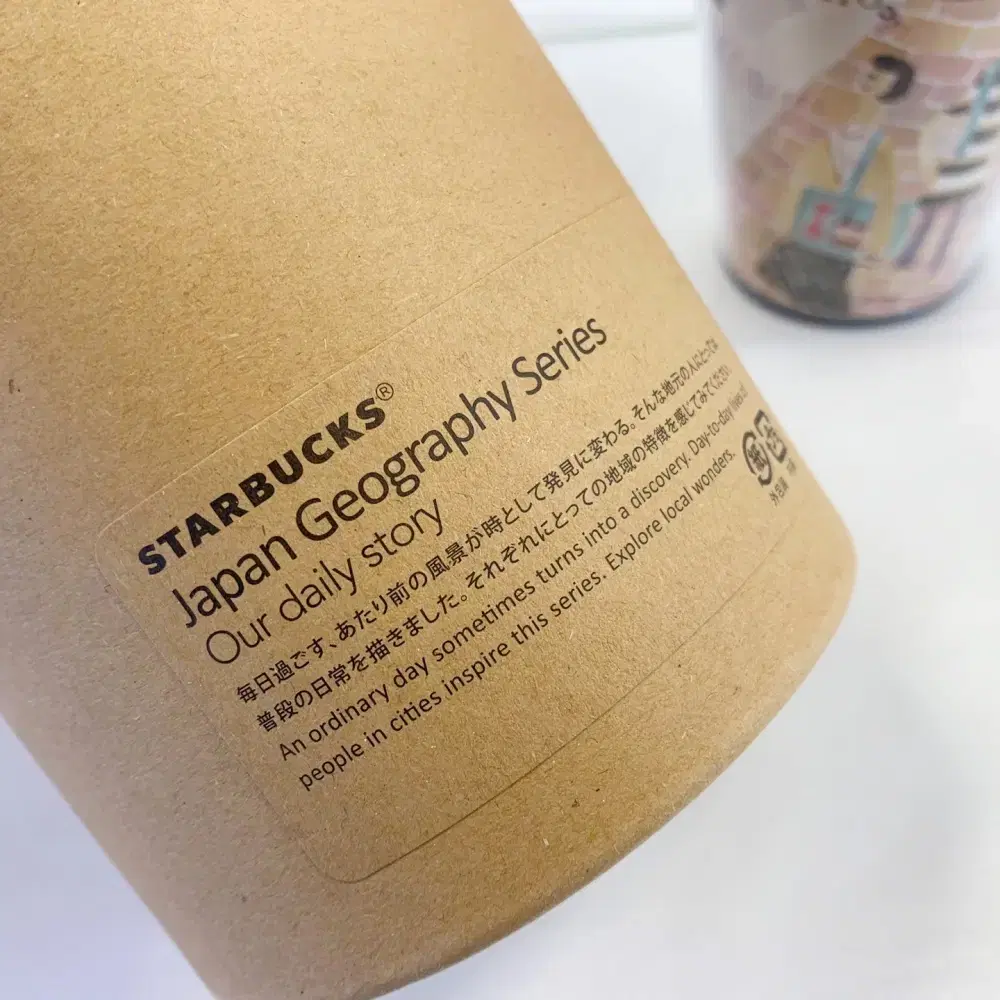 STARBUCKS®
Japan Geography Series
Our daily story
毎日過ごす、あたり前の風景が時として発見に変わる。そんな地元の人にとっては
普段の日常を描きました。それぞれにとっての地域の特徴を感じてみてください。
An ordinary day sometimes turns into a discovery. Day-to-day lives of
people in cities inspire this series. Explore local wonders.
紙
外包装